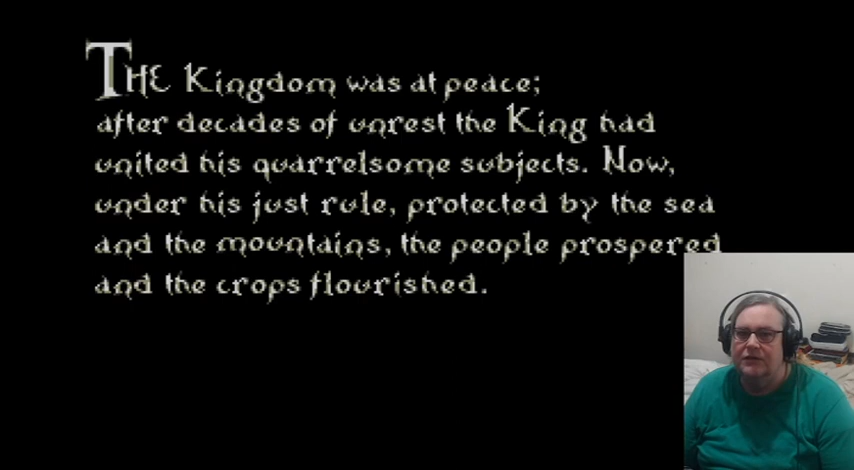 THE Kingdom was at peace;
after decades of unrest the King had
united his quarrelsome subjects. Now,
under his just rule, protected by the sea
and the mountains, the people prospered
and the crops flourished.